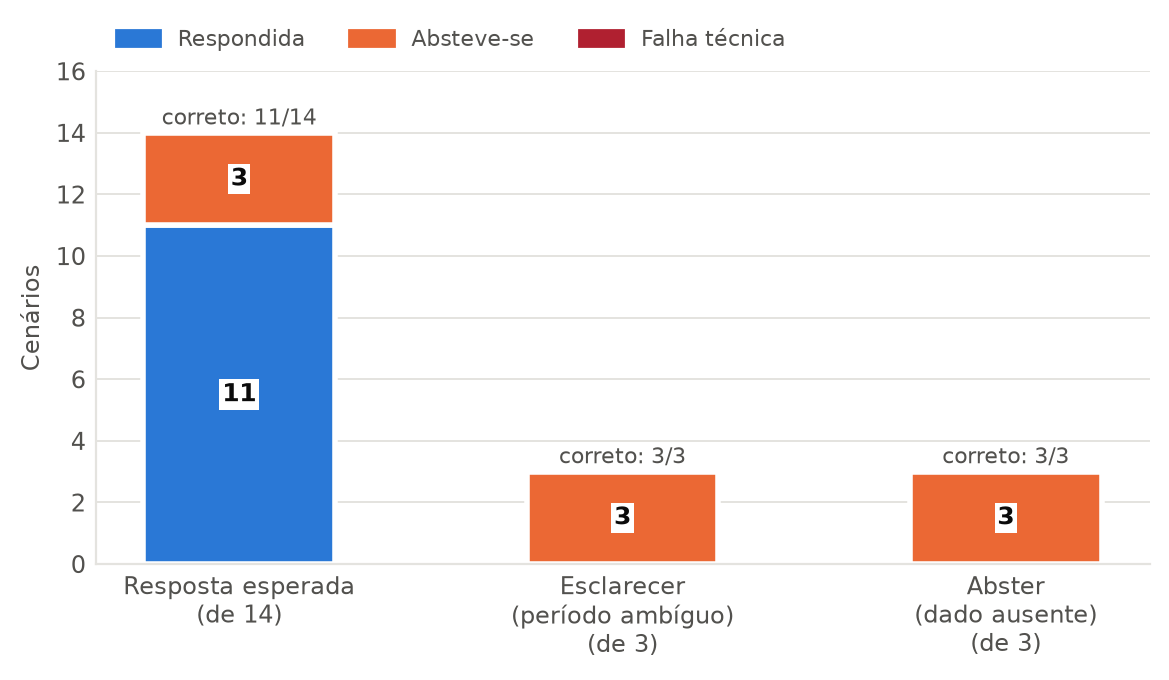 Respondida
Absteve-se
Falha técnica
16
14
12
10
8
6
4
2
0
Cenários
correto: 11/14
3
11
correto: 3/3
3
correto: 3/3
3
Resposta esperada
(de 14)
Esclarecer
(período ambíguo)
(de 3)
Abster
(dado ausente)
(de 3)